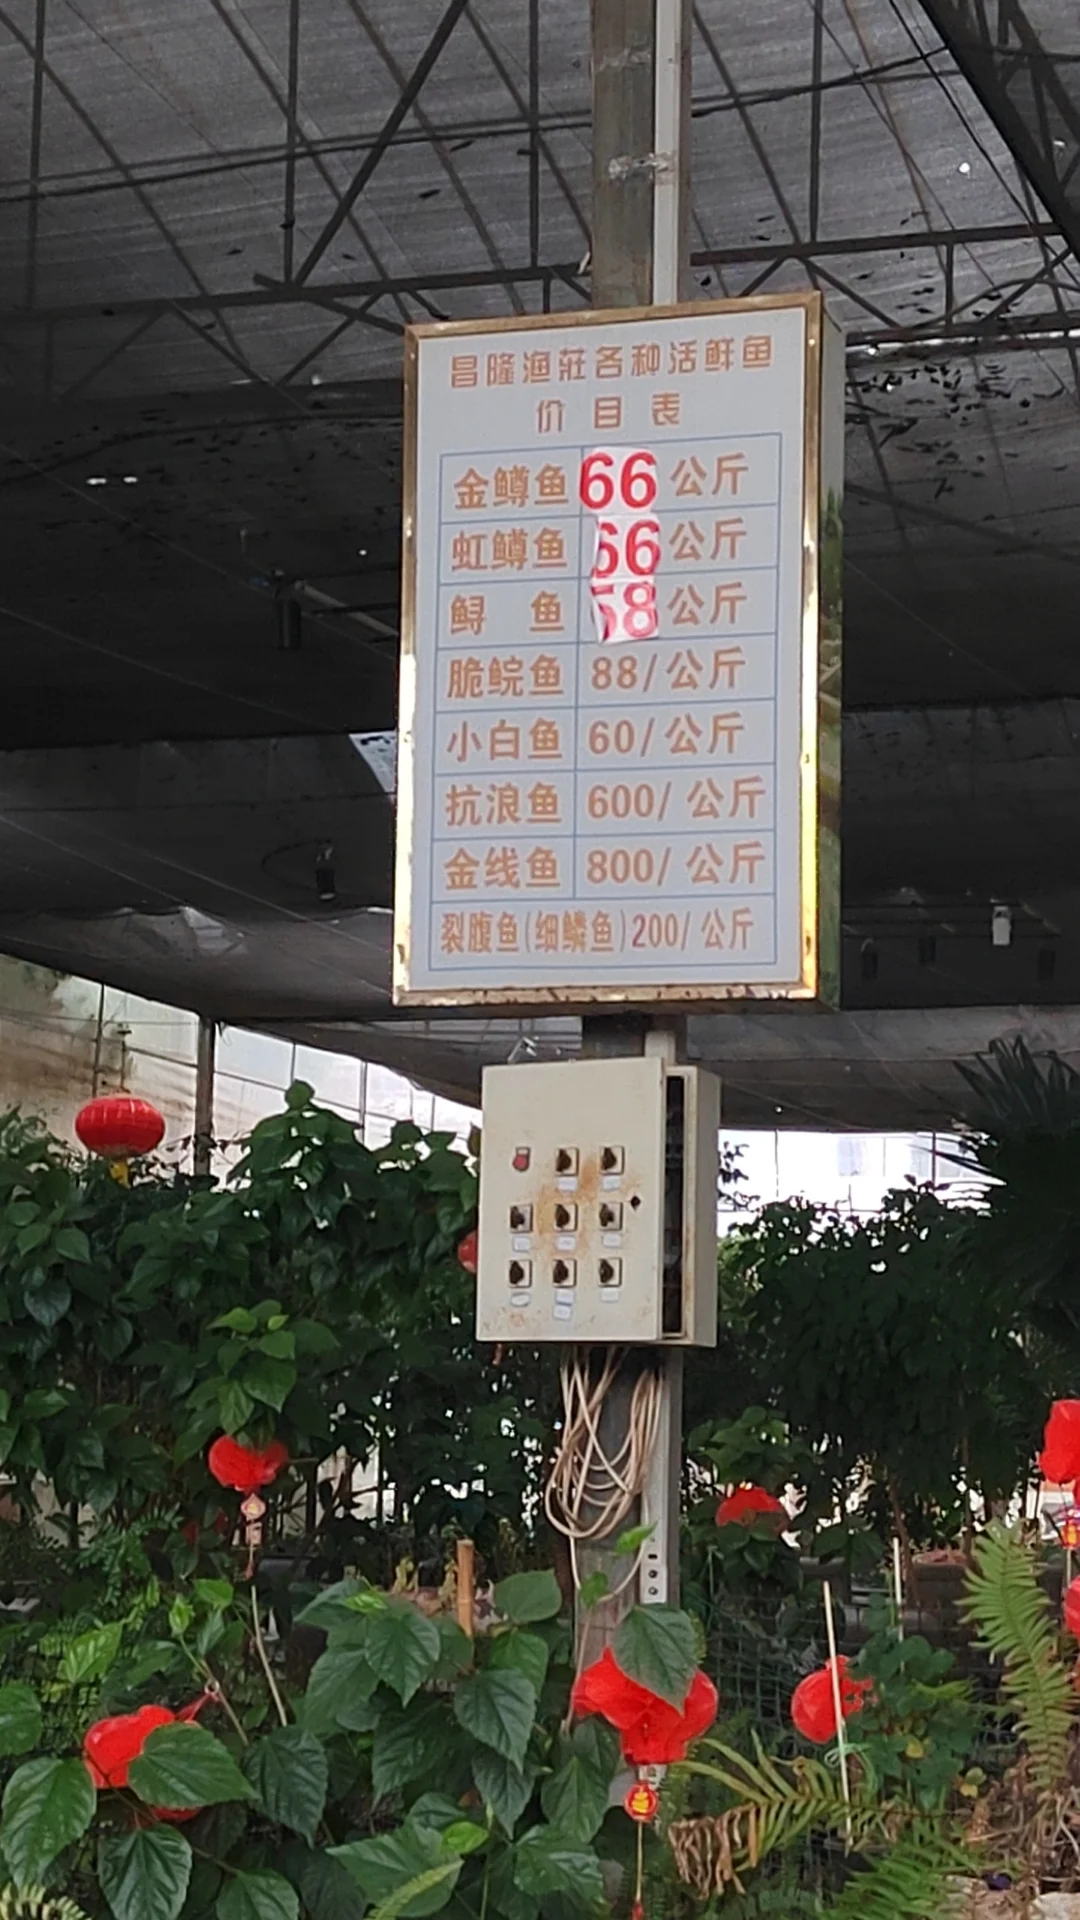 昌隆渔莊各种活鲜鱼
价目表
金鳟鱼 66 公斤
虹鳟鱼 66 公斤
鲟 鱼 58 公斤
脆鲩鱼 88/公斤
小白鱼 60/公斤
抗浪鱼 600/公斤
金线鱼 800/公斤
裂腹鱼(细鳞鱼)200/公斤